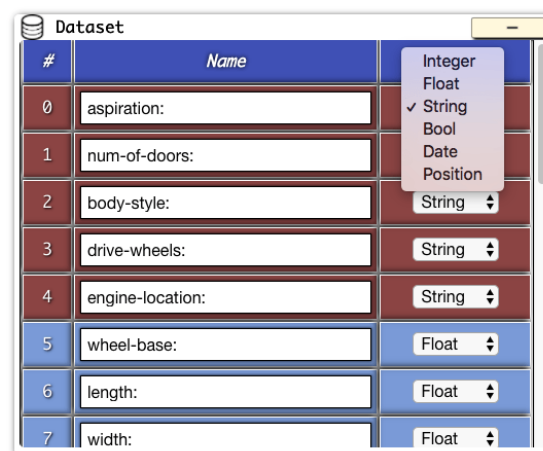 Dataset
# Name
0 aspiration:
1 num-of-doors:
Integer
Float
✓ String
Bool
Date
Position
2 body-style: String
3 drive-wheels: String
4 engine-location: String
5 wheel-base: Float
6 length: Float
7 width: Float